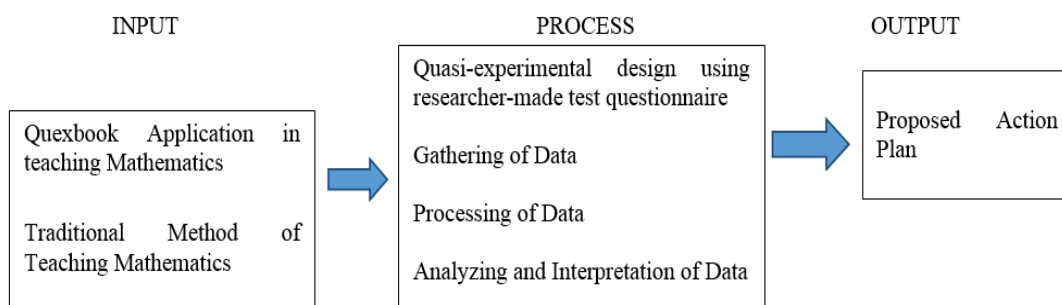 INPUT
PROCESS
OUTPUT
Quexbook Application in
teaching Mathematics
Traditional Method of
Teaching Mathematics
Quasi-experimental design using
researcher-made test questionnaire
Gathering of Data
Processing of Data
Analyzing and Interpretation of Data
Proposed Action
Plan